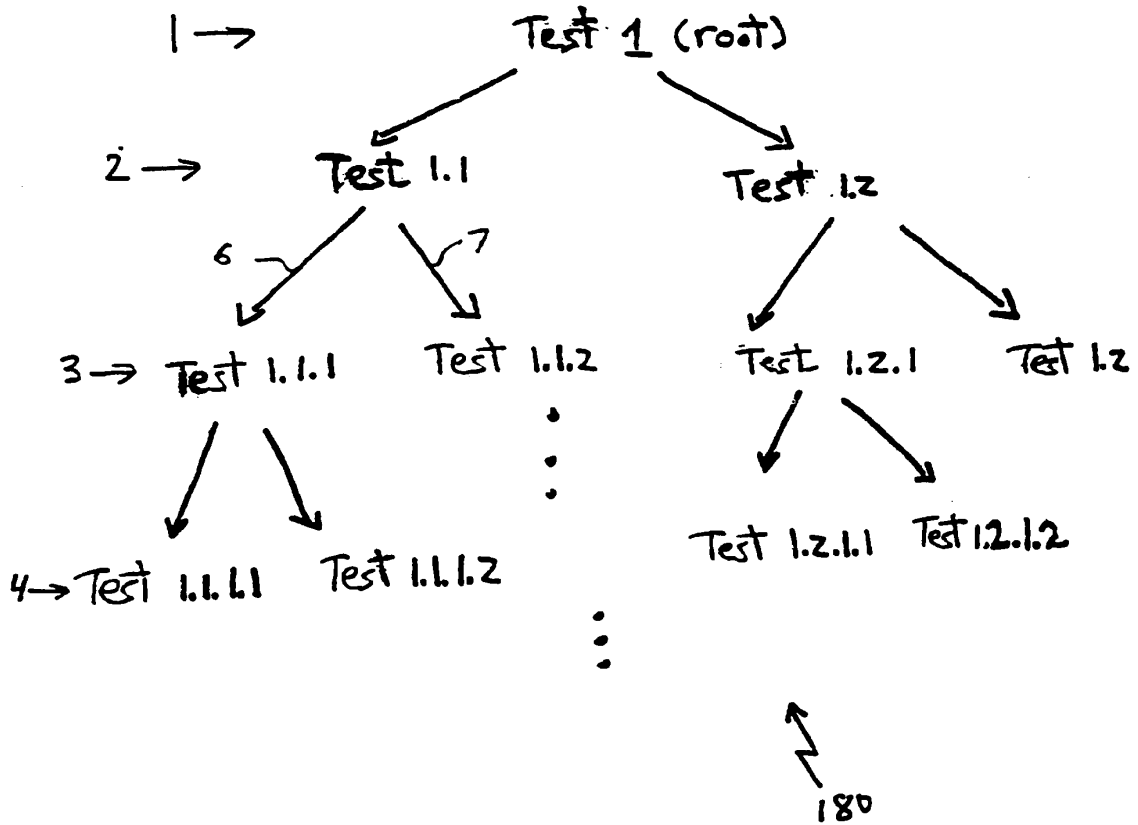 1 → Test 1 (root)
2 → Test 1.1 Test 1.2
6 7
3 → Test 1.1.1 Test 1.1.2 Test 1.2.1 Test 1.2
Test 1.2.1.1 Test 1.2.1.2
4 → Test 1.1.1.1 Test 1.1.1.2
180